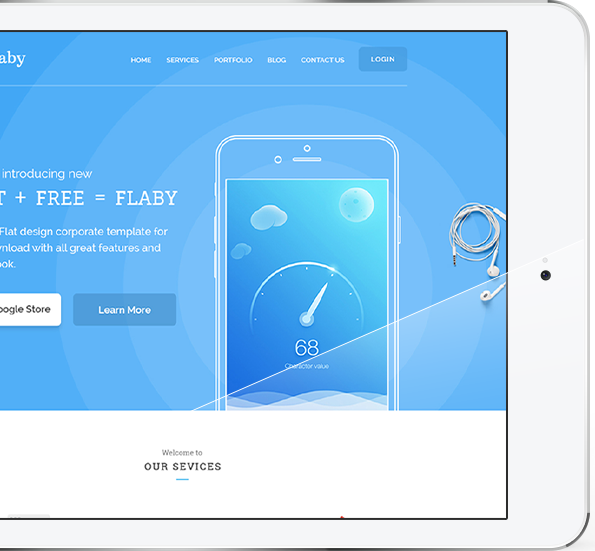 aby
HOME SERVICES PORTFOLIO BLOG CONTACT US LOGIN
introducing new
T + FREE = FLABY
Flat design corporate template for
wnload with all great features and
ook.
oogle Store
Learn More
68
Character value
Welcome to
OUR SEVICES